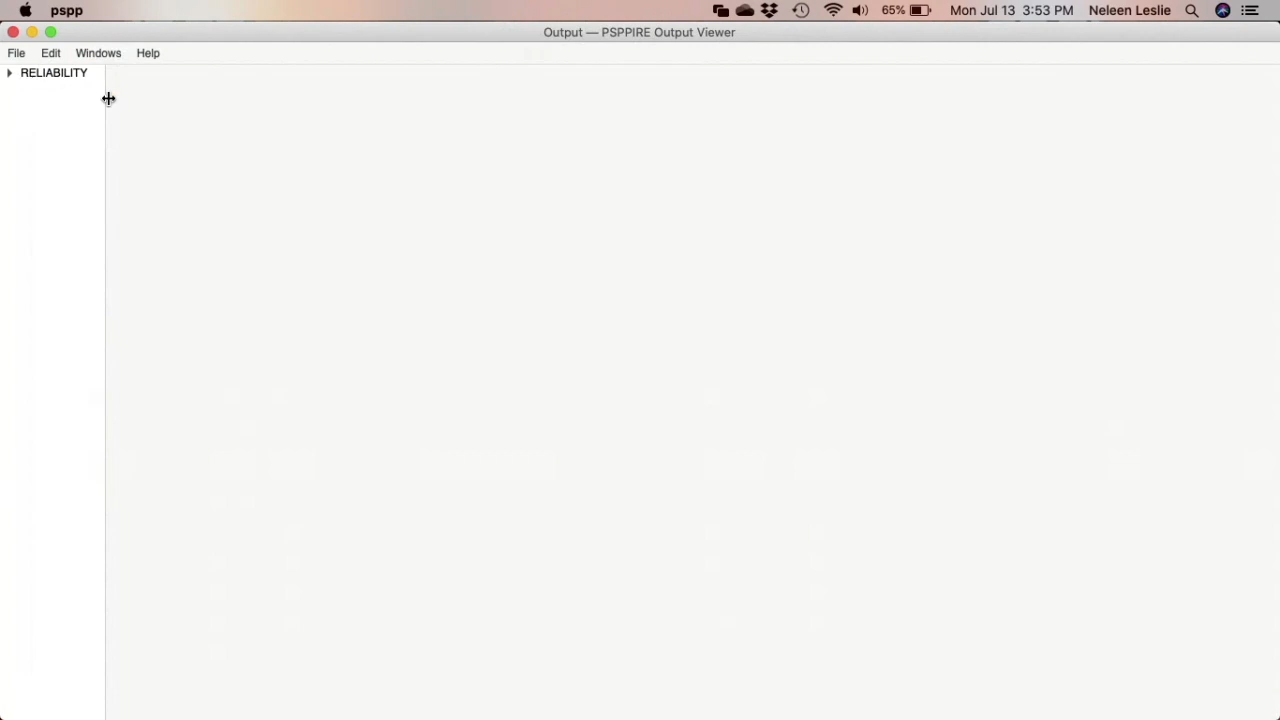 pspp 65% Mon Jul 13 3:53 PM Neleen Leslie
Output — PSPPIRE Output Viewer
File Edit Windows Help
RELIABILITY